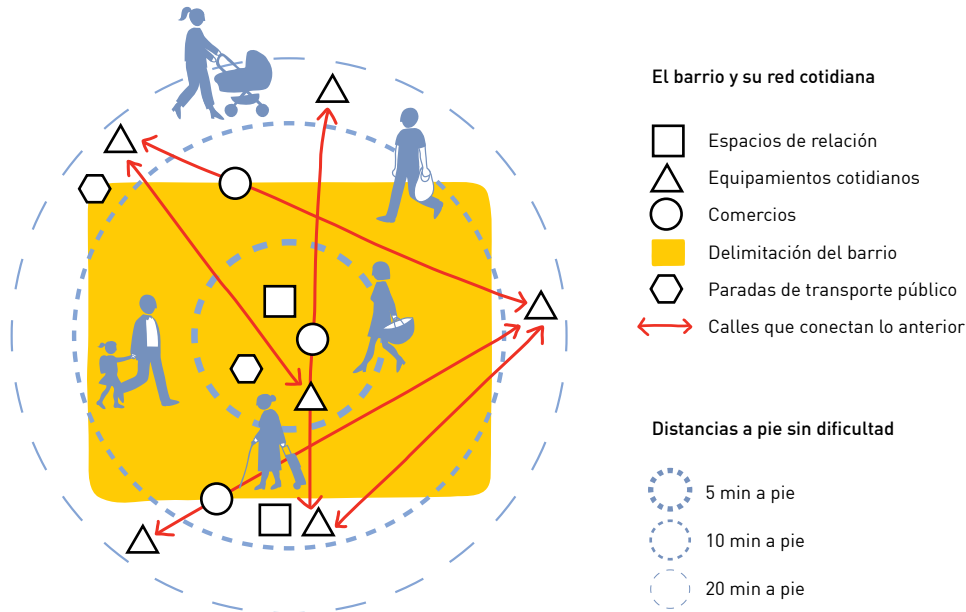 El barrio y su red cotidiana
Espacios de relación
Equipamientos cotidianos
Comercios
Delimitación del barrio
Paradas de transporte público
Calles que conectan lo anterior
Distancias a pie sin dificultad
5 min a pie
10 min a pie
20 min a pie